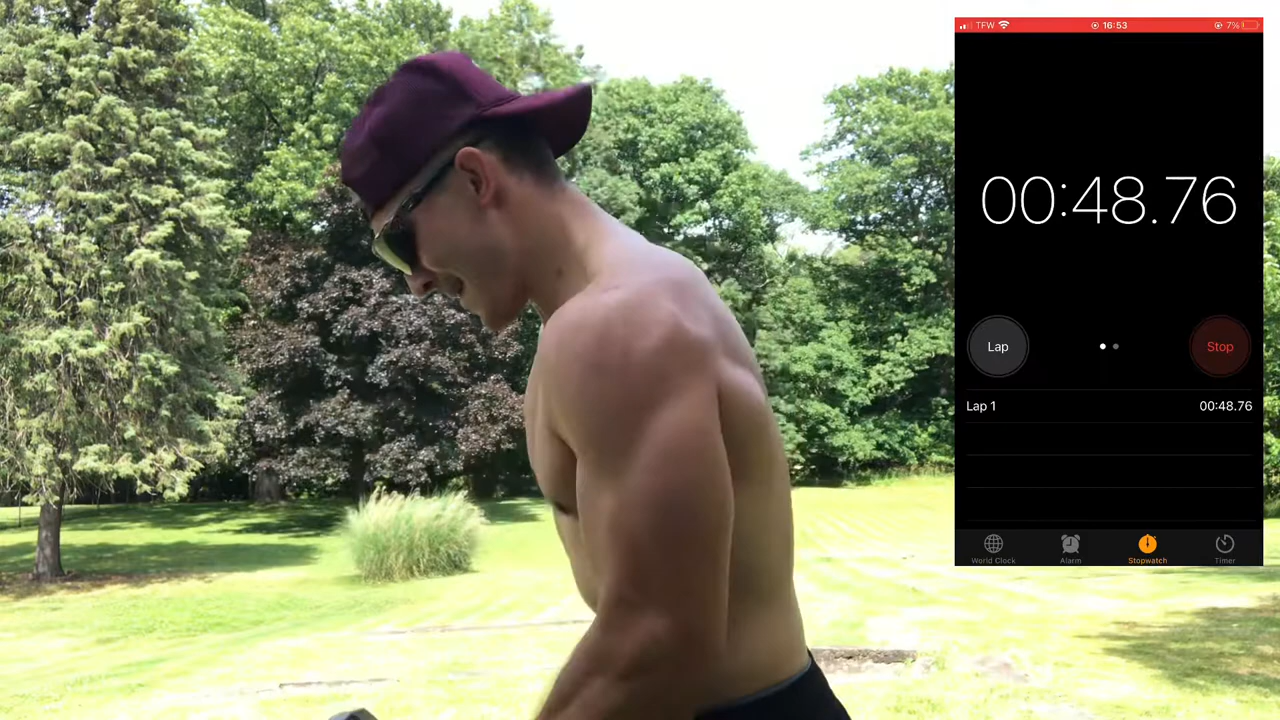 TFW 16:53 7%
00:48.76
Lap Stop
Lap 1 00:48.76
World Clock Alarm Stopwatch Timer